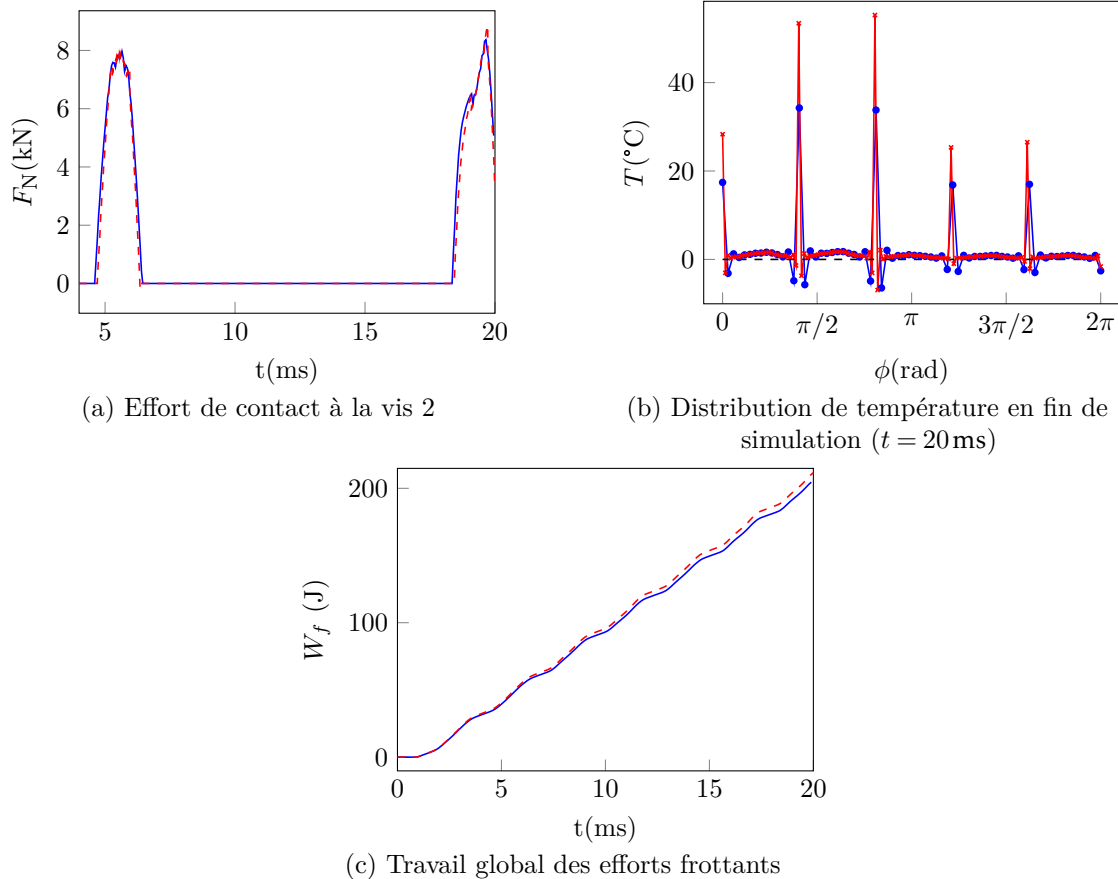 8
6
4
2
0
F_N(kN)
5
10
15
20
t(ms)
(a) Effort de contact à la vis 2
40
20
0
T(°C)
0
π/2
π
3π/2
2π
ϕ(rad)
(b) Distribution de température en fin de
simulation (t = 20 ms)
200
100
0
W_f (J)
0
5
10
15
20
t(ms)
(c) Travail global des efforts frottants